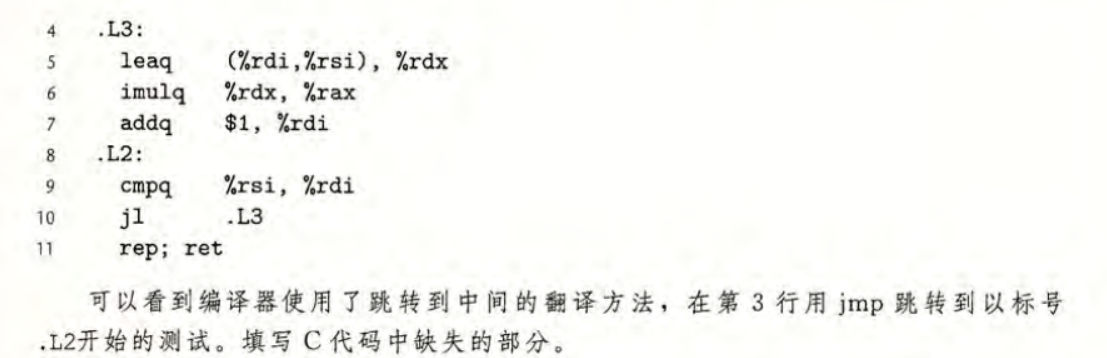 4 .L3:
5 leaq (%rdi,%rsi), %rdx
6 imulq %rdx, %rax
7 addq $1, %rdi
8 .L2:
9 cmpq %rsi, %rdi
10 jl .L3
11 rep; ret
可以看到编译器使用了跳转到中间的翻译方法，在第 3 行用 jmp 跳转到以标号
.L2开始的测试。填写 C 代码中缺失的部分。